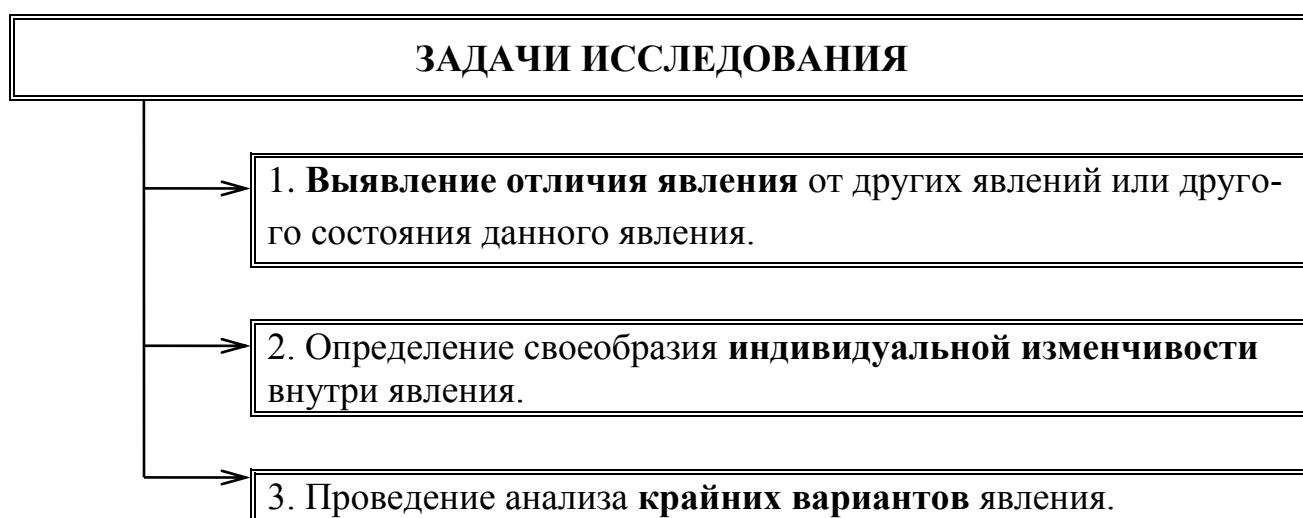 ЗАДАЧИ ИССЛЕДОВАНИЯ
1. Выявление отличия явления от других явлений или друго-
го состояния данного явления.
2. Определение своеобразия индивидуальной изменчивости
внутри явления.
3. Проведение анализа крайних вариантов явления.